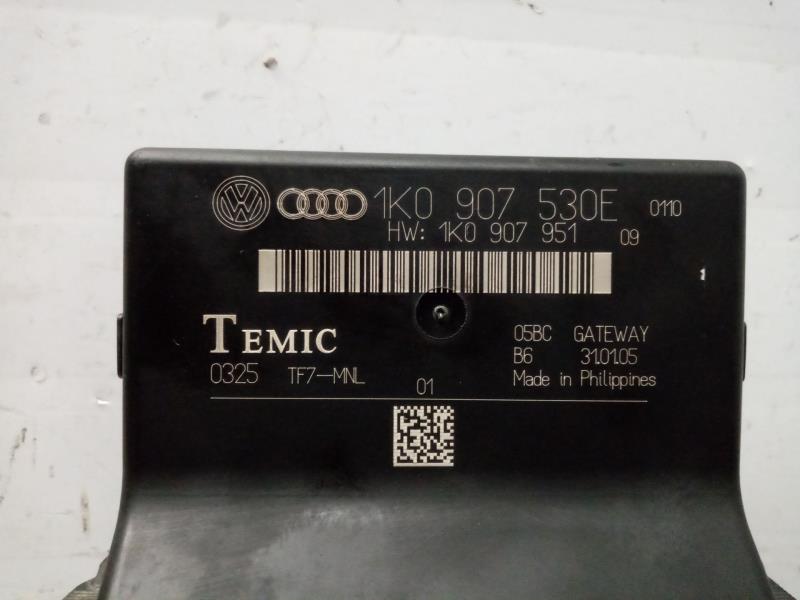 1K0 907 530E 0110
HW: 1K0 907 951 09
TEMIC
05BC GATEWAY
B6 31.01.05
0325 TF7-MNL
Made in Philippines
01